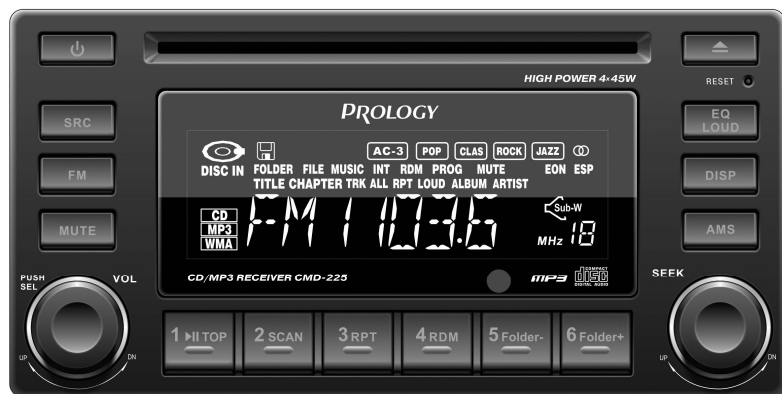 HIGH POWER 4×45W
RESET
SRC
PROLOGY
EQ
LOUD
AC-3 POP CLAS ROCK JAZZ
DISC IN FOLDER FILE MUSIC INT RDM PROG MUTE EON ESP
TITLE CHAPTER TRK ALL RPT LOUD ALBUM ARTIST
FM
DISP
CD
MP3
WMA
FM1 103.6
Sub-W
MHz 18
MUTE
AMS
PUSH
SEL
VOL
CD/MP3 RECEIVER CMD-225
MP3
COMPACT
disc
DIGITAL AUDIO
SEEK
1 TOP
2 SCAN
3 RPT
4 RDM
5 Folder-
6 Folder+
UP
DN
UP
DN